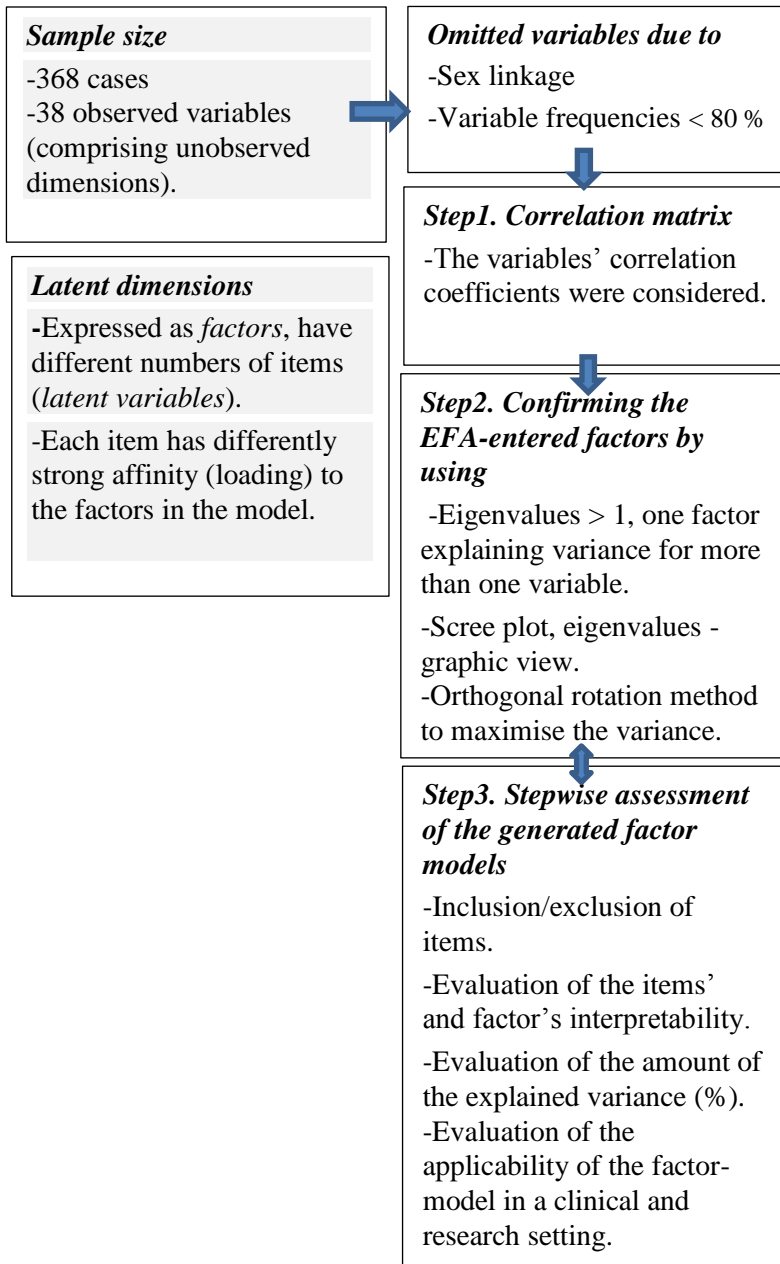 Sample size
-368 cases
-38 observed variables
(comprising unobserved
dimensions).
Omitted variables due to
-Sex linkage
-Variable frequencies < 80 %
Step1. Correlation matrix
-The variables’ correlation
coefficients were considered.
Latent dimensions
-Expressed as factors, have
different numbers of items
(latent variables).
-Each item has differently
strong affinity (loading) to
the factors in the model.
Step2. Confirming the
EFA-entered factors by
using
-Eigenvalues > 1, one factor
explaining variance for more
than one variable.
-Scree plot, eigenvalues -
graphic view.
-Orthogonal rotation method
to maximise the variance.
Step3. Stepwise assessment
of the generated factor
models
-Inclusion/exclusion of
items.
-Evaluation of the items’
and factor’s interpretability.
-Evaluation of the amount of
the explained variance (%).
-Evaluation of the
applicability of the factor-
model in a clinical and
research setting.